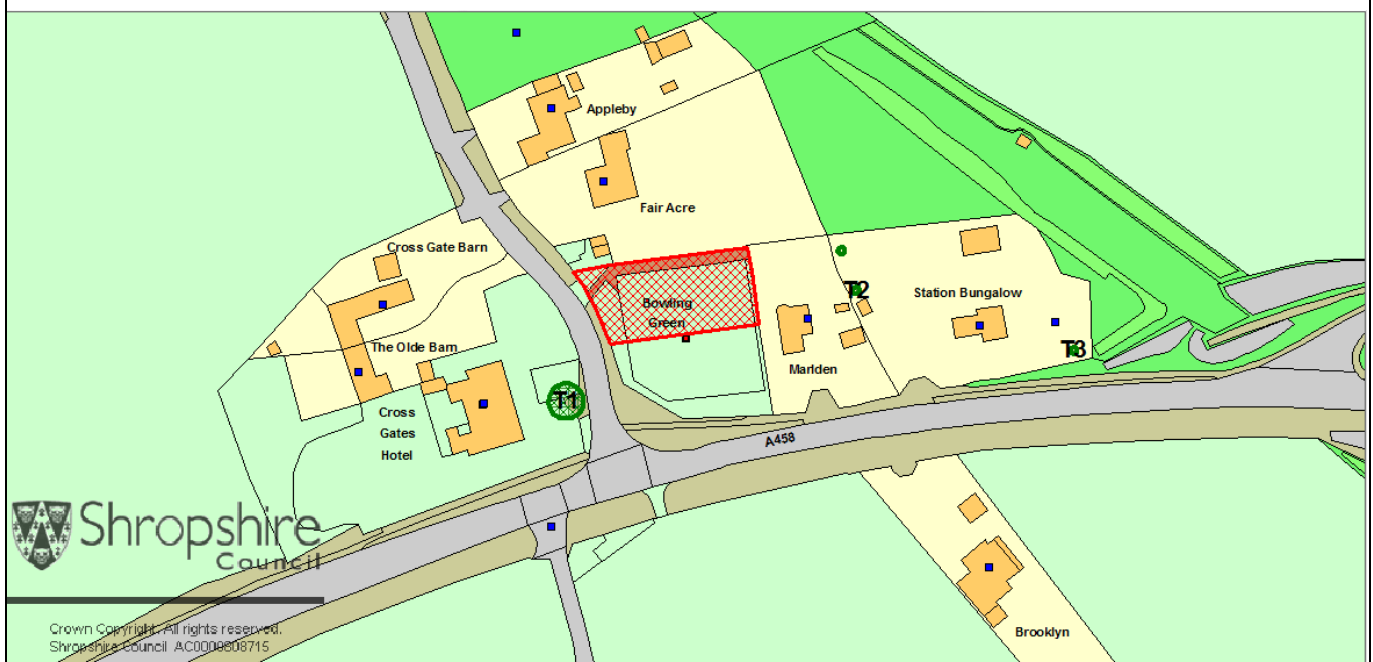 Appleby
Fair Acre
Cross Gate Barn
Bowling
Green
T2
Station Bungalow
The Olde Barn
Marlden
T3
T1
Cross
Gates
Hotel
A458
Shropshire
Council
Crown Copyright. All rights reserved.
Shropshire Council AC0000808715
Brooklyn